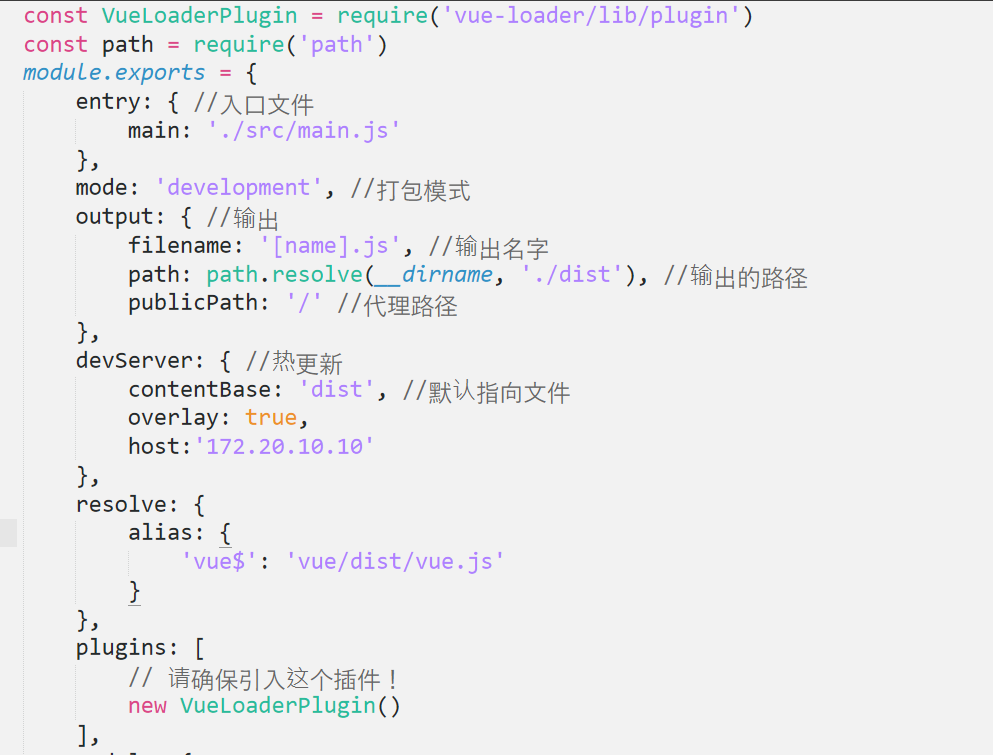 const VueLoaderPlugin = require('vue-loader/lib/plugin')
const path = require('path')
module.exports = {
    entry: { //入口文件
        main: './src/main.js'
    },
    mode: 'development', //打包模式
    output: { //输出
        filename: '[name].js', //输出名字
        path: path.resolve(__dirname, './dist'), //输出的路径
        publicPath: '/' //代理路径
    },
    devServer: { //热更新
        contentBase: 'dist', //默认指向文件
        overlay: true,
        host:'172.20.10.10'
    },
    resolve: {
        alias: {
            'vue$': 'vue/dist/vue.js'
        }
    },
    plugins: [
        // 请确保引入这个插件！
        new VueLoaderPlugin()
    ],